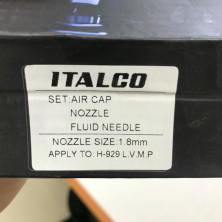 ITALCO
SET:AIR CAP
NOZZLE
FLUID NEEDLE
NOZZLE SIZE:1.8mm
APPLY TO: H-929 L.V.M.P